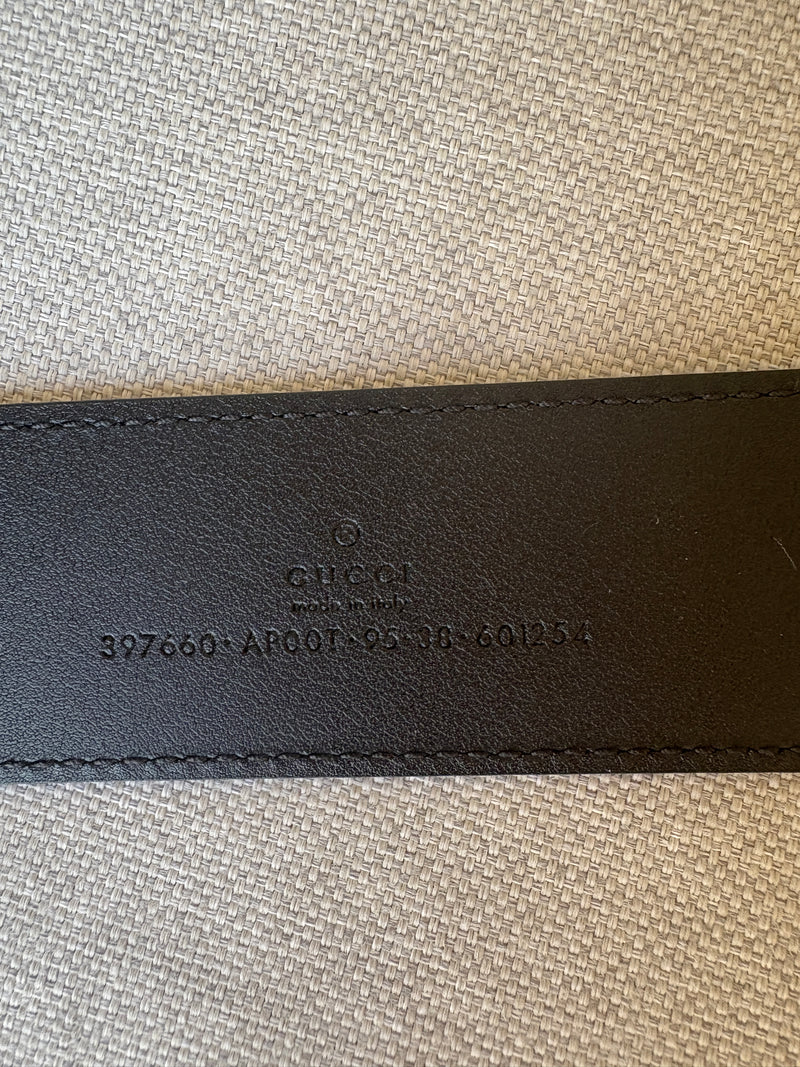 GUCCI
made in italy
397660·AP00T·95·38·601254